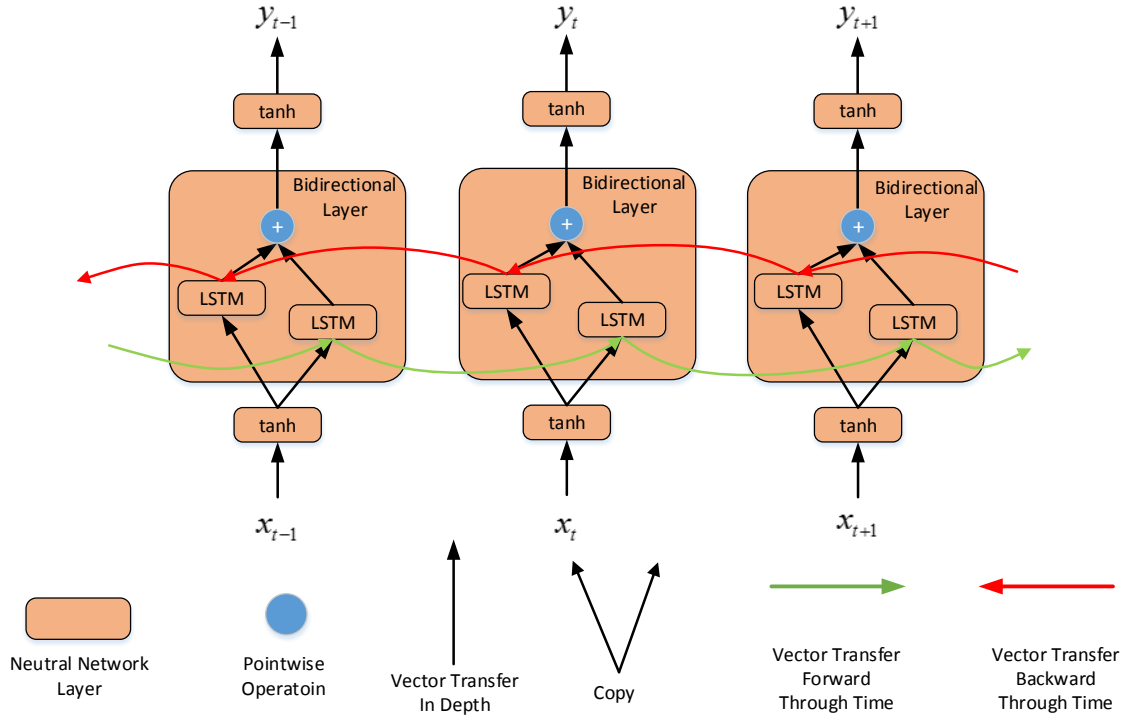 y_{t-1}
y_t
y_{t+1}
tanh
tanh
tanh
Bidirectional
Layer
Bidirectional
Layer
Bidirectional
Layer
+
+
+
LSTM
LSTM
LSTM
LSTM
LSTM
LSTM
tanh
tanh
tanh
x_{t-1}
x_t
x_{t+1}
Neutral Network
Layer
Pointwise
Operatoin
Vector Transfer
In Depth
Copy
Vector Transfer
Forward
Through Time
Vector Transfer
Backward
Through Time